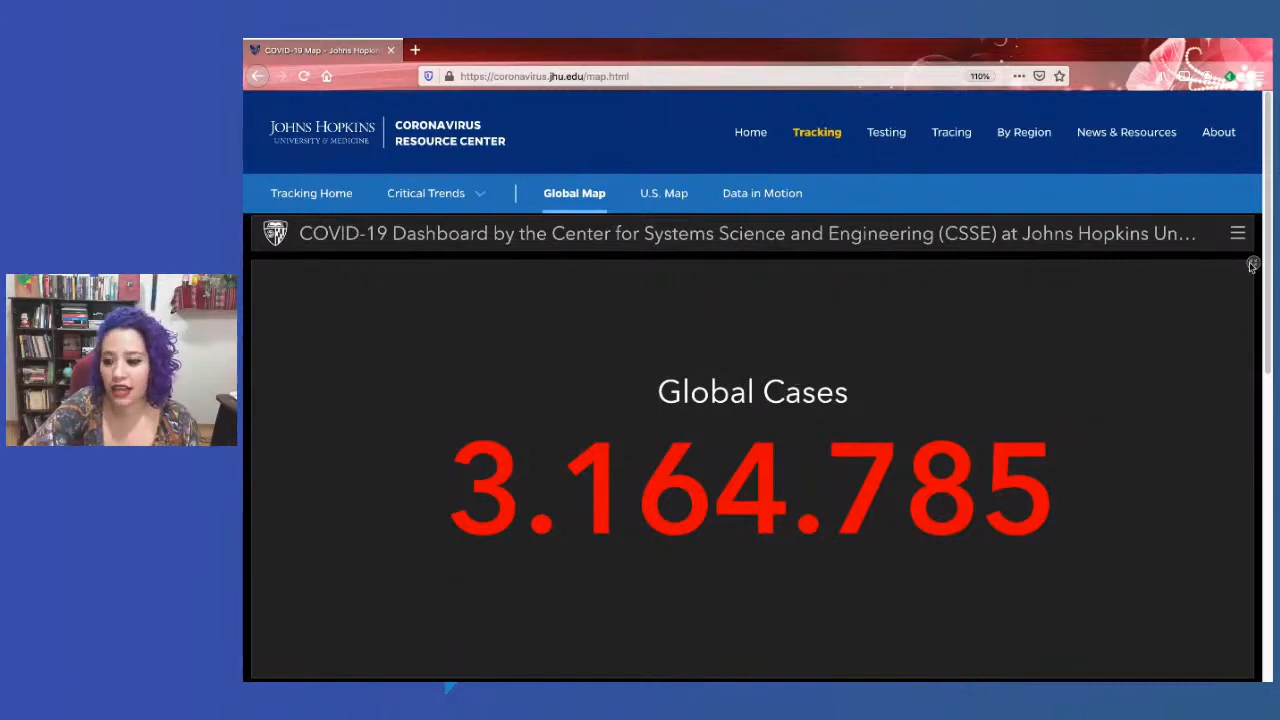 COVID-19 Map - Johns Hopkin
https://coronavirus.jhu.edu/map.html
110%
JOHNS HOPKINS
UNIVERSITY & MEDICINE
CORONAVIRUS
RESOURCE CENTER
Home Tracking Testing Tracing By Region News & Resources About
Tracking Home Critical Trends Global Map U.S. Map Data in Motion
COVID-19 Dashboard by the Center for Systems Science and Engineering (CSSE) at Johns Hopkins Un...
Global Cases
3.164.785